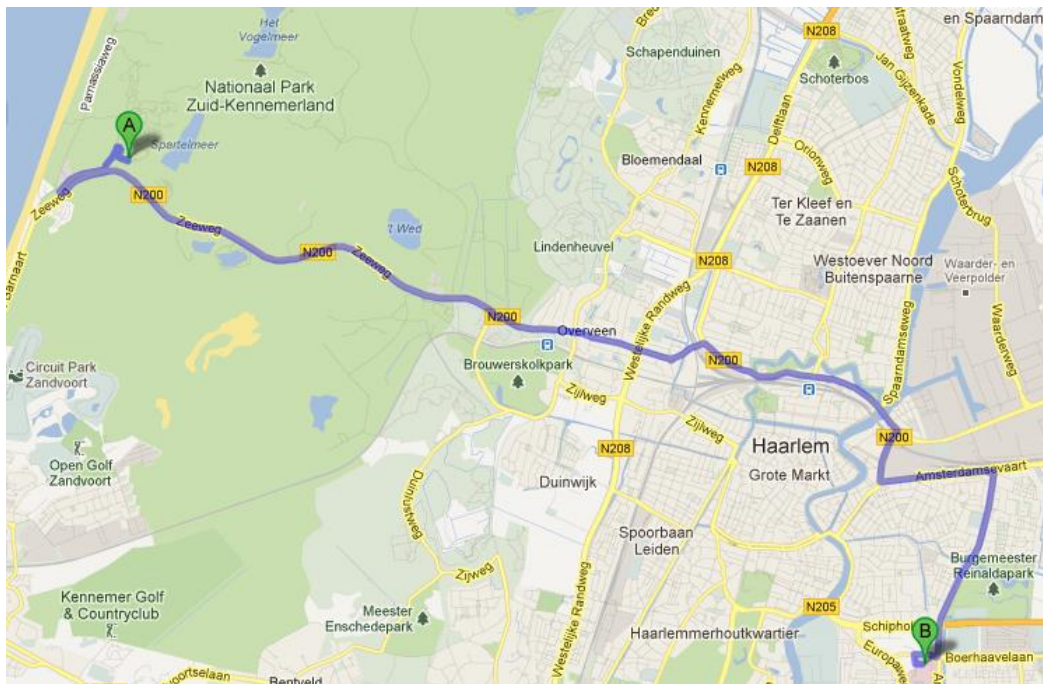 Het
Vogelmeer
Parnassiaweg
Nationaal Park
Zuid-Kennemerland
A
Spartelmeer
Zeeweg
N200
Zeeweg
N200
't Wed
Zeeweg
N200
Barnaart
Circuit Park
Zandvoort
Open Golf
Zandvoort
Kennemer Golf
& Countryclub
Meester
Enschedepark
Duinlustweg
Zijweg
Bentveld
Schapenduinen
Kennemerweg
Bloemendaal
Lindenheuvel
Overveen
Brouwerskolkpark
Zijlweg
Zijlweg
Westelijke Randweg
N208
Duinwijk
Spoorbaan
Leiden
Westelijke Randweg
Haarlemmerhoutkwartier
N208
Delftlaan
N208
N208
Schoterbos
Jan Gijzenkade
Orionweg
Ter Kleef en
Te Zaanen
Westoever Noord
Buitenspaarne
en Spaarndam
Vondelweg
Schoterbrug
Waarder- en
Veerpolder
Waarderweg
Spaarndamseweg
N200
N200
Haarlem
Grote Markt
Amsterdamsevaart
Burgemeester
Reinaldapark
N205
Schiphol
B
Europaweg
Boerhaavelaan